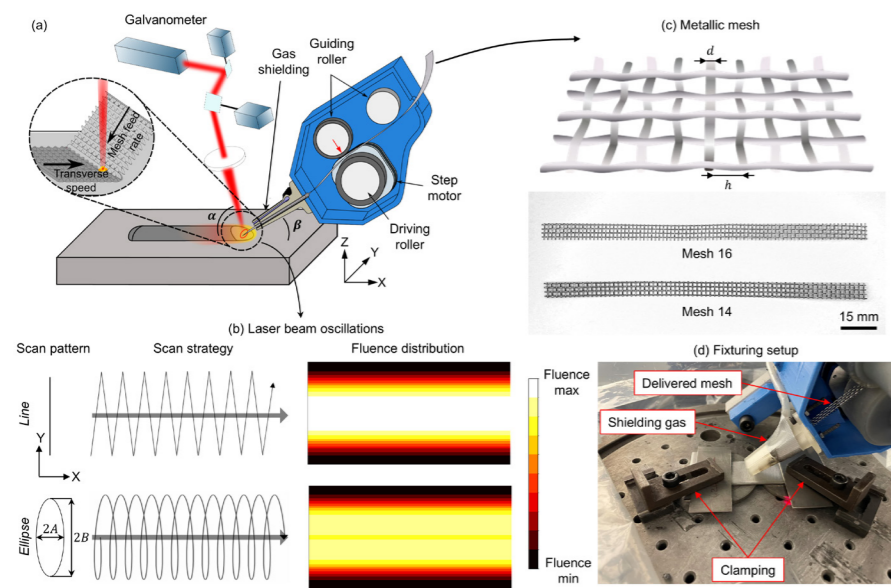 (a)
Galvanometer
Gas
shielding
Guiding
roller
Mesh feed
rate
Transverse
speed
α
β
Step
motor
Driving
roller
Z
Y
X
(c) Metallic mesh
d
h
Mesh 16
Mesh 14
15 mm
(b) Laser beam oscillations
Scan pattern
Scan strategy
Fluence distribution
Line
Y
X
Ellipse
2A
2B
Fluence
max
Fluence
min
(d) Fixturing setup
Delivered mesh
Shielding gas
Clamping